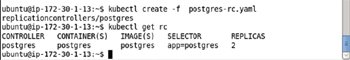 ubuntu@ip-172-30-1-13:~$ kubectl create -f  postgres-rc.yaml
replicationcontrollers/postgres
ubuntu@ip-172-30-1-13:~$ kubectl get rc
CONTROLLER   CONTAINER(S)   IMAGE(S)   SELECTOR       REPLICAS
postgres     postgres       postgres   app=postgres   2
ubuntu@ip-172-30-1-13:~$